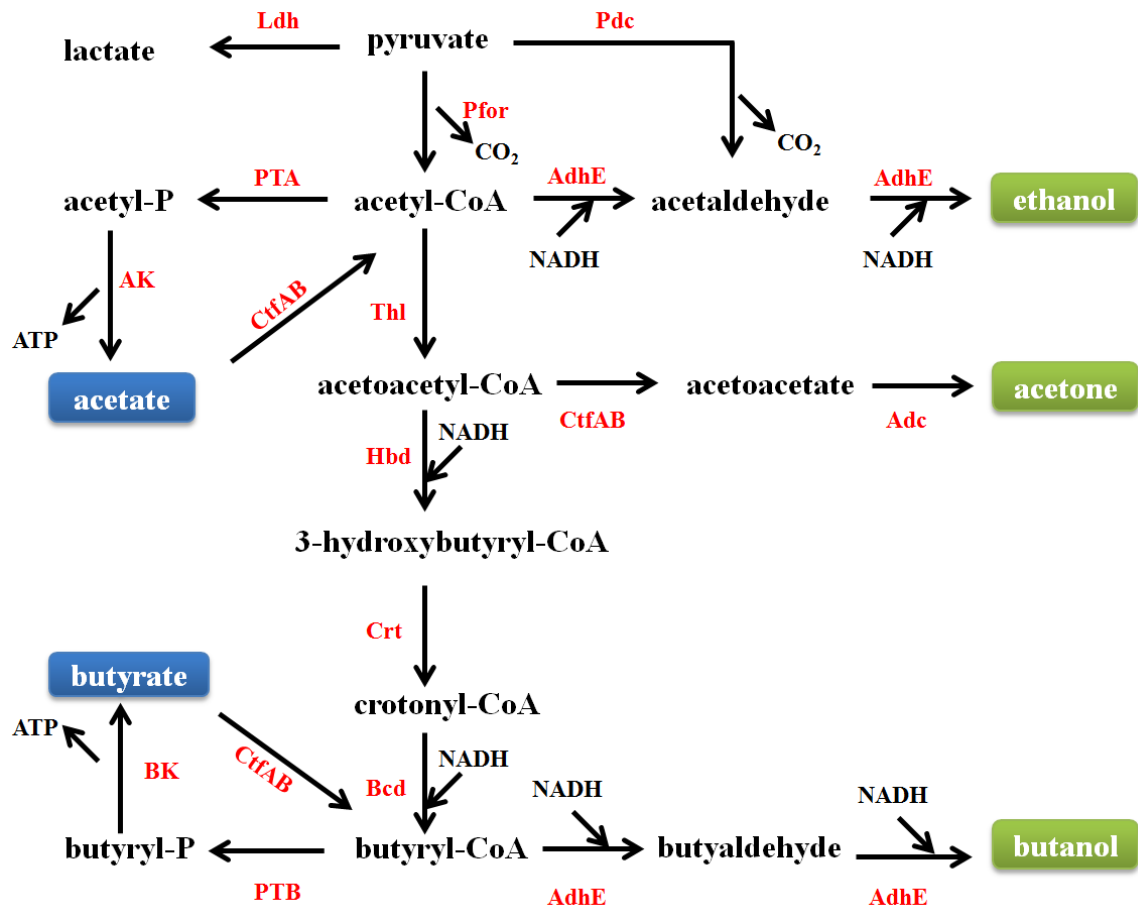 Ldh
Pdc
lactate
pyruvate
Pfor
CO₂
CO₂
PTA
AdhE
AdhE
acetyl-P
acetyl-CoA
acetaldehyde
ethanol
NADH
NADH
AK
CtfAB
Thl
ATP
acetate
acetoacetyl-CoA
acetoacetate
acetone
CtfAB
Adc
NADH
Hbd
3-hydroxybutyryl-CoA
Crt
butyrate
crotonyl-CoA
ATP
BK
CtfAB
NADH
Bcd
NADH
NADH
butyryl-P
butyryl-CoA
butyaldehyde
butanol
PTB
AdhE
AdhE